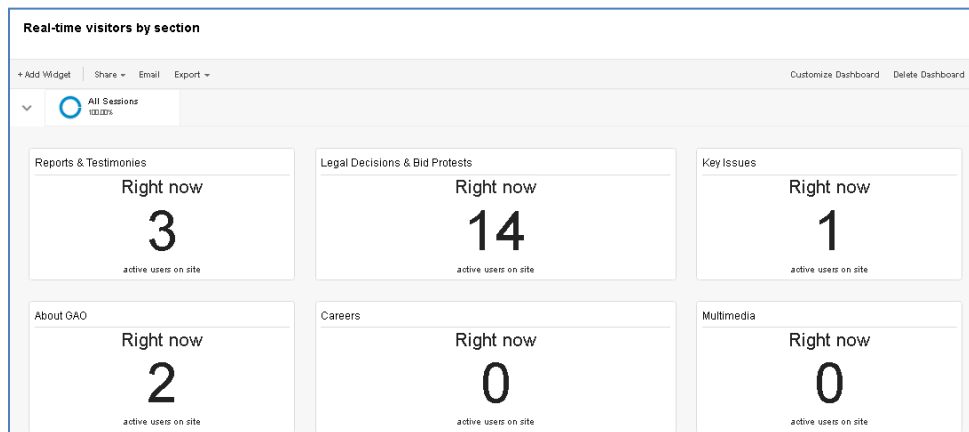 Real-time visitors by section
+ Add Widget Share Email Export Customize Dashboard Delete Dashboard
All Sessions
100.00%
Reports & Testimonies
Right now
3
active users on site
Legal Decisions & Bid Protests
Right now
14
active users on site
Key Issues
Right now
1
active users on site
About GAO
Right now
2
active users on site
Careers
Right now
0
active users on site
Multimedia
Right now
0
active users on site